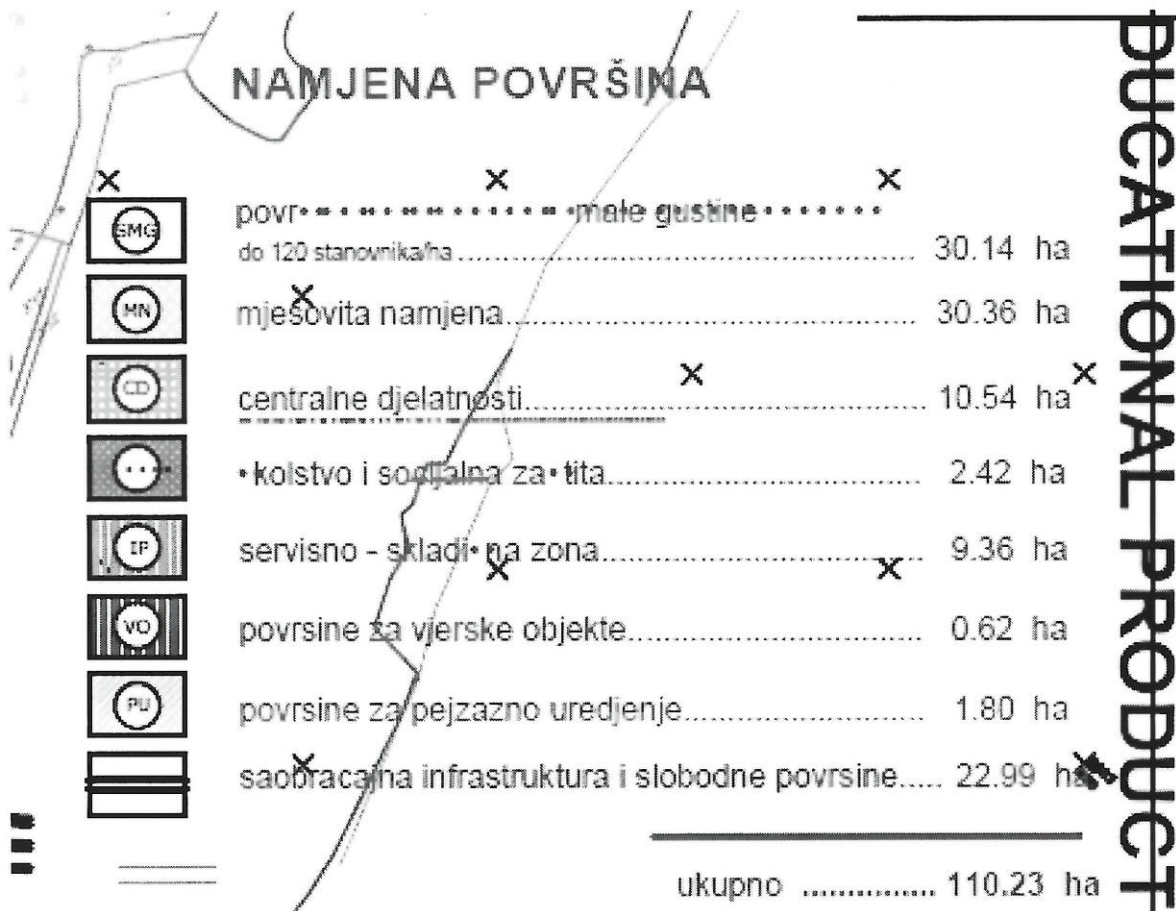 NAMJENA POVRŠINA
SMG
povr••••••••••••••••male gustine••••••••
do 120 stanovnika/ha.......................................................... 30.14 ha
MN
mješovita namjena.................................................... 30.36 ha
CD
centralne djelatnosti.................................................. 10.54 ha
•kolstvo i socijalna za•tita....................................... 2.42 ha
IP
servisno - skladi•na zona........................................ 9.36 ha
VO
povrsine za vjerske objekte..................................... 0.62 ha
PU
povrsine za pejzazno uredjenje.............................. 1.80 ha
saobracajna infrastruktura i slobodne povrsine..... 22.99 ha
ukupno ............... 110.23 ha
DUCATIONAL PRODUCT